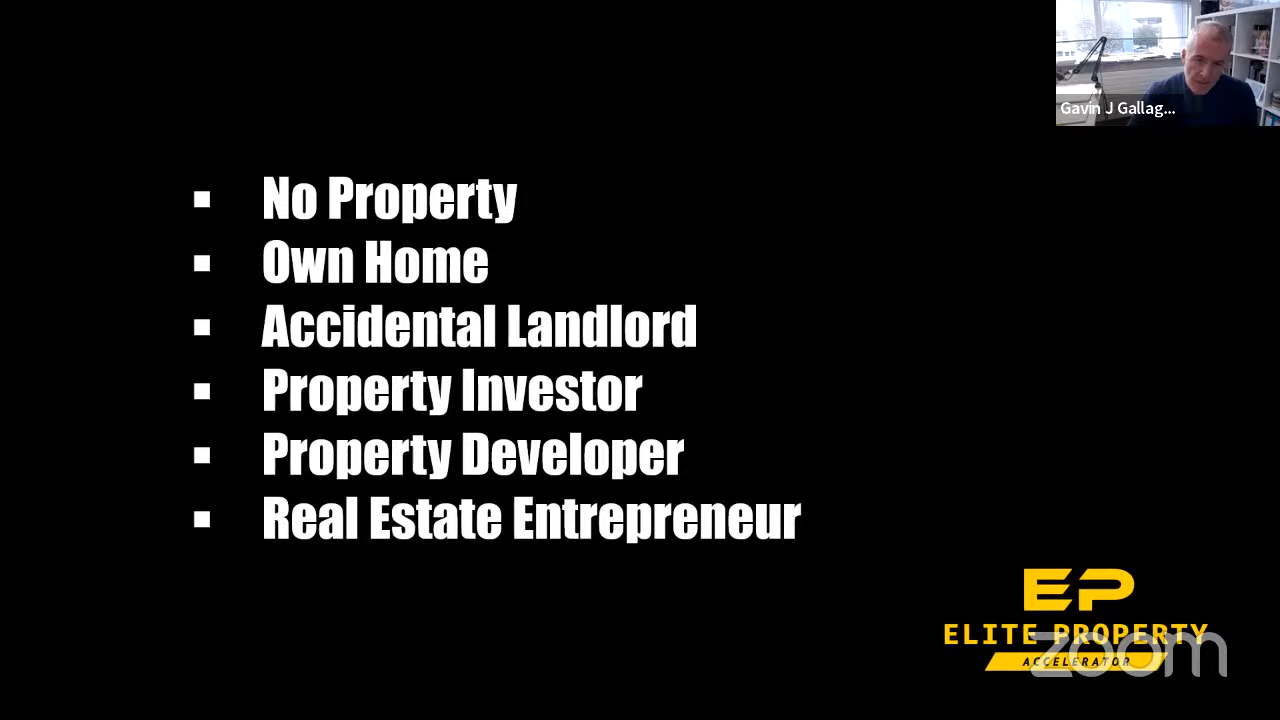 Gavin J Gallag...
▪ No Property
▪ Own Home
▪ Accidental Landlord
▪ Property Investor
▪ Property Developer
▪ Real Estate Entrepreneur
EP
ELITE PROPERTY
ACCELERATOR
zoom